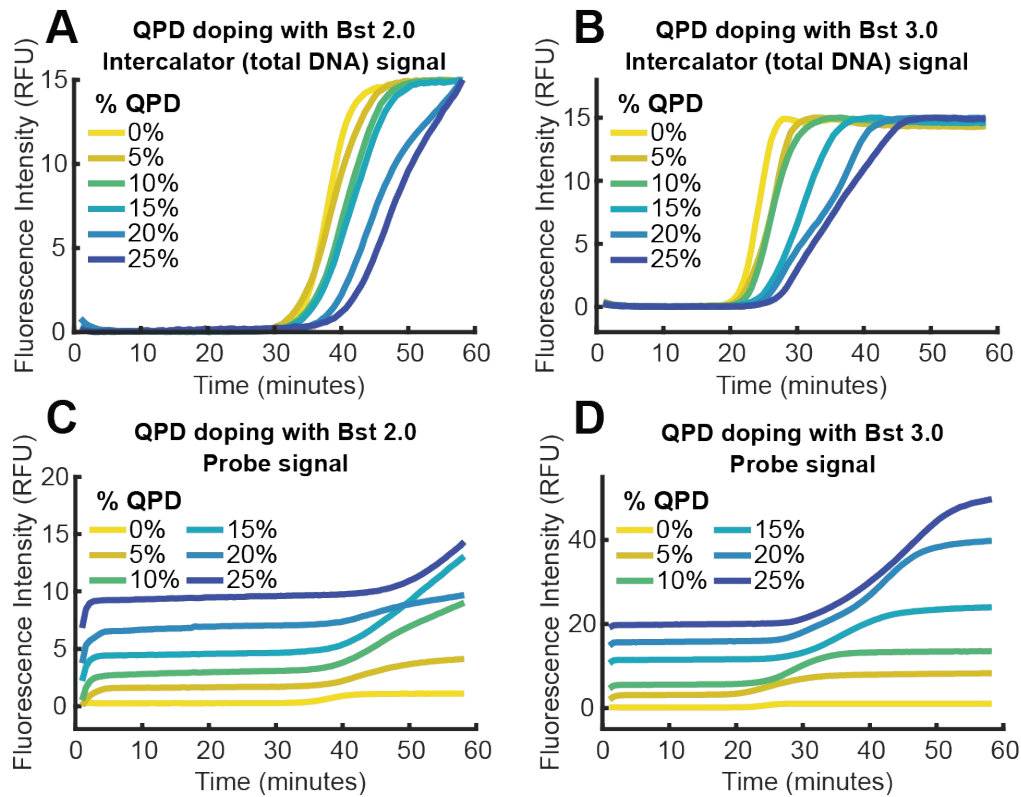 A
QPD doping with Bst 2.0
Intercalator (total DNA) signal
Fluorescence Intensity (RFU)
15
10
5
0
% QPD
0%
5%
10%
15%
20%
25%
0 10 20 30 40 50 60
Time (minutes)
B
QPD doping with Bst 3.0
Intercalator (total DNA) signal
Fluorescence Intensity (RFU)
15
10
5
0
% QPD
0%
5%
10%
15%
20%
25%
0 10 20 30 40 50 60
Time (minutes)
C
QPD doping with Bst 2.0
Probe signal
Fluorescence Intensity (RFU)
20
15
10
5
0
% QPD
0% 15%
5% 20%
10% 25%
0 10 20 30 40 50 60
Time (minutes)
D
QPD doping with Bst 3.0
Probe signal
Fluorescence Intensity (RFU)
40
20
0
% QPD
0% 15%
5% 20%
10% 25%
0 10 20 30 40 50 60
Time (minutes)